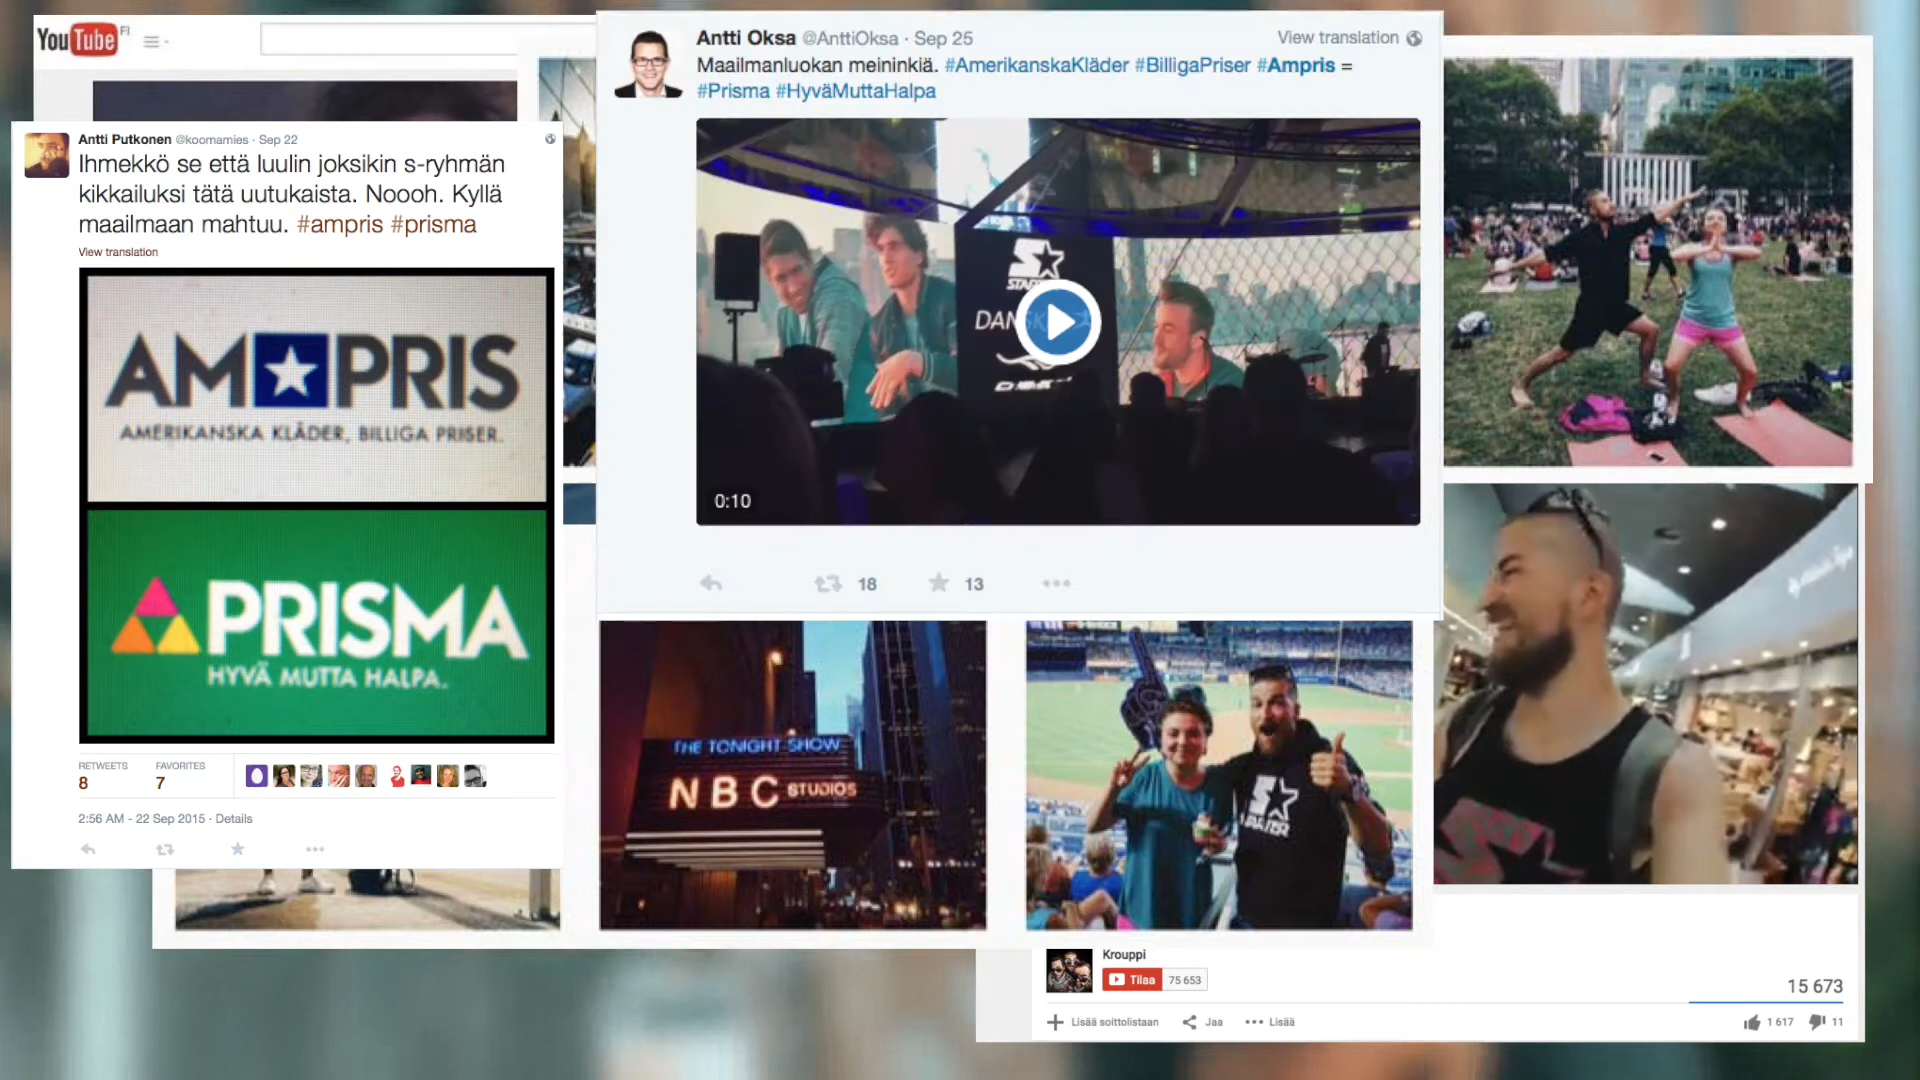 YouTube FI
Antti Putkonen @koomamies · Sep 22
Ihmekkö se että luulin joksikin s-ryhmän
kikkailuksi tätä uutukaista. Noooh. Kyllä
maailmaan mahtuu. #ampris #prisma
View translation
AM PRIS
AMERIKANSKA KLÄDER, BILLIGA PRISER.
PRISMA
HYVÄ MUTTA HALPA.
RETWEETS
8
FAVORITES
7
2:56 AM - 22 Sep 2015 · Details
Antti Oksa @AnttiOksa · Sep 25
View translation
Maailmanluokan meininkiä. #AmerikanskaKläder #BilligaPriser #Ampris =
#Prisma #HyväMuttaHalpa
0:10
18
13
THE TONIGHT SHOW
NBC STUDIOS
Krouppi
Tilaa 75 653
15 673
Lisää soittolistaan
Jaa
Lisää
1 617
11